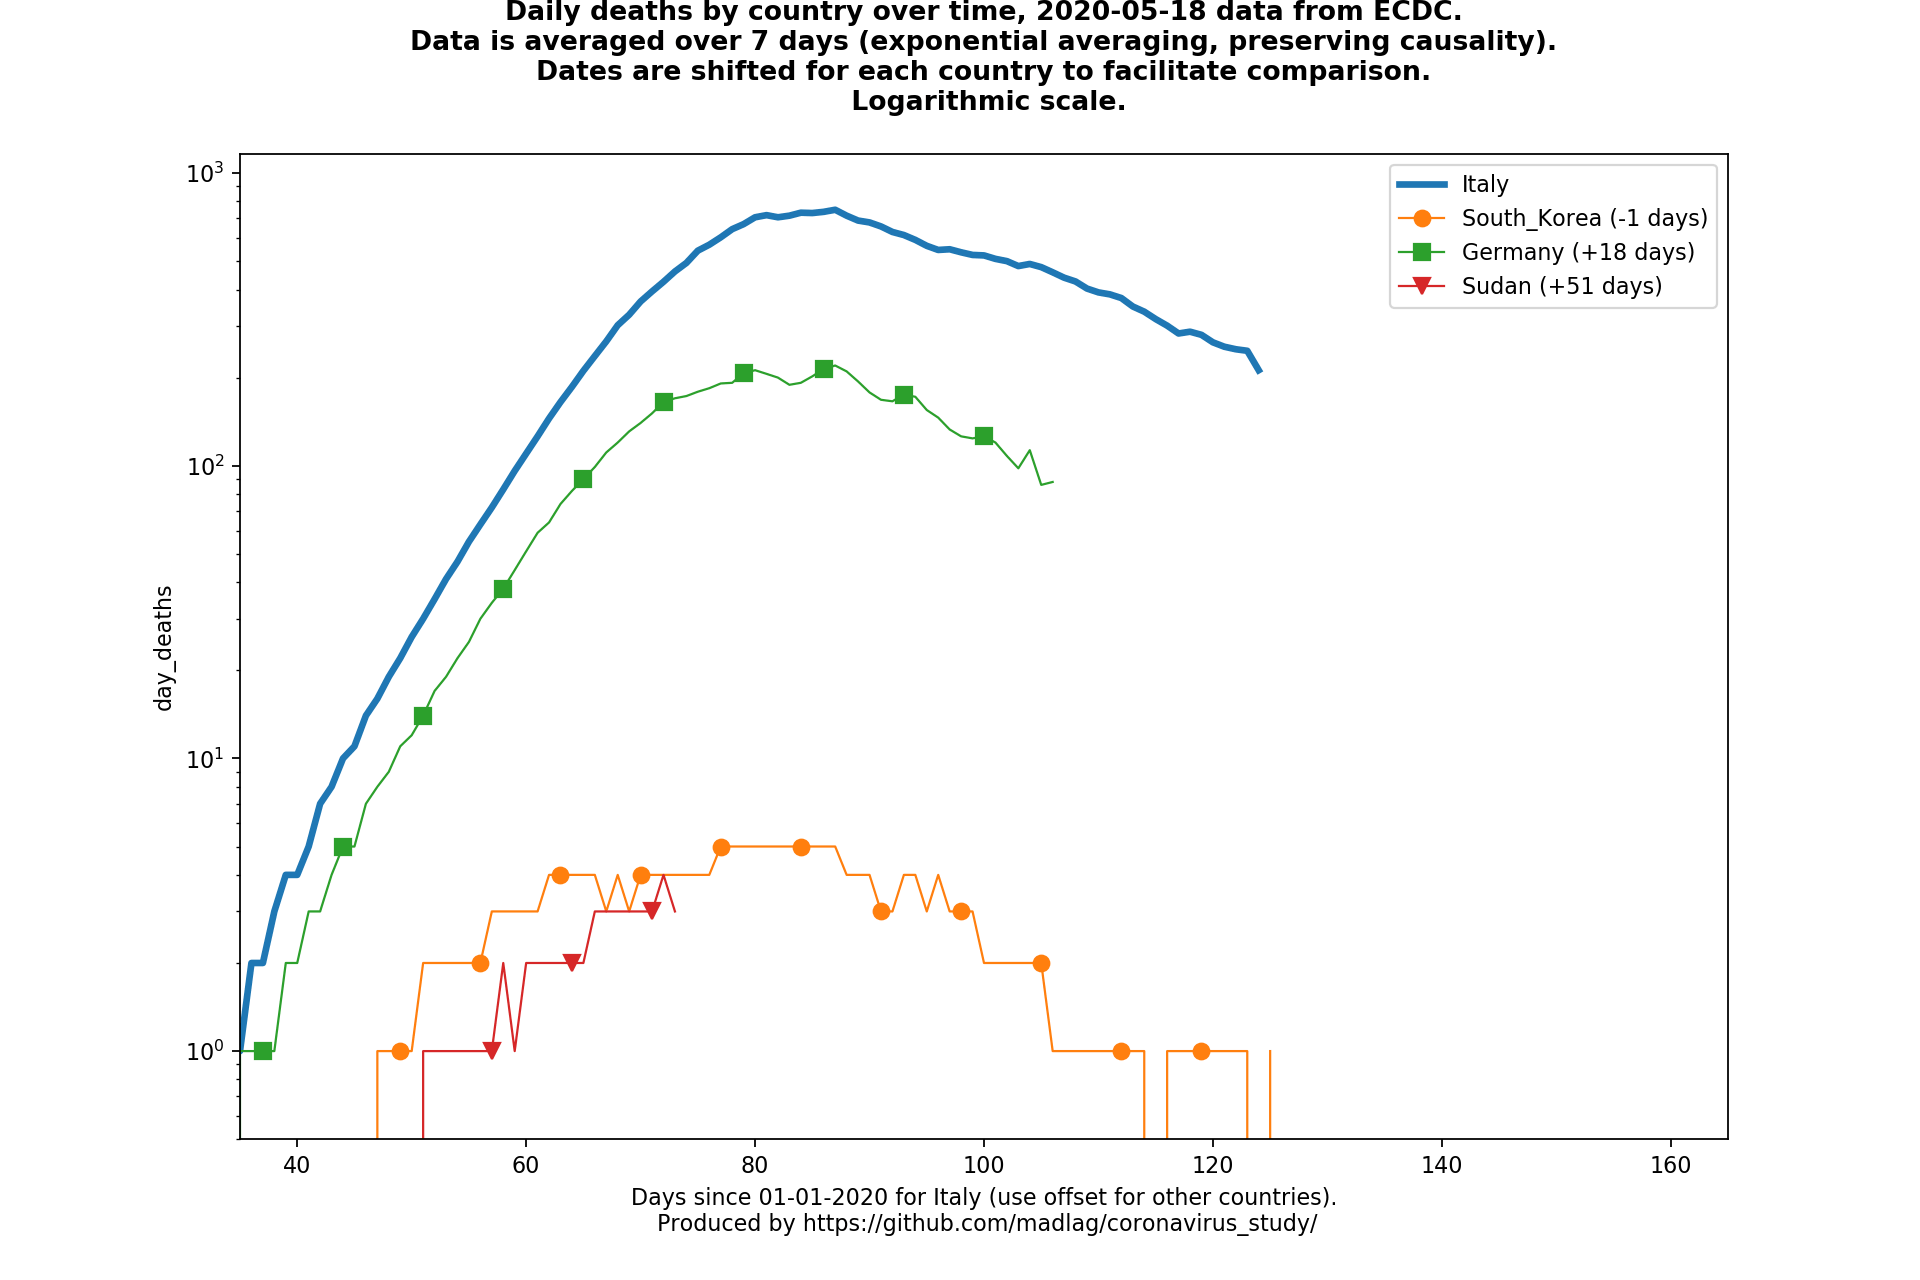 Daily deaths by country over time, 2020-05-18 data from ECDC.
Data is averaged over 7 days (exponential averaging, preserving causality).
Dates are shifted for each country to facilitate comparison.
Logarithmic scale.
10³
10²
10¹
10⁰
day_deaths
Italy
South_Korea (-1 days)
Germany (+18 days)
Sudan (+51 days)
40 60 80 100 120 140 160
Days since 01-01-2020 for Italy (use offset for other countries).
Produced by https://github.com/madlag/coronavirus_study/